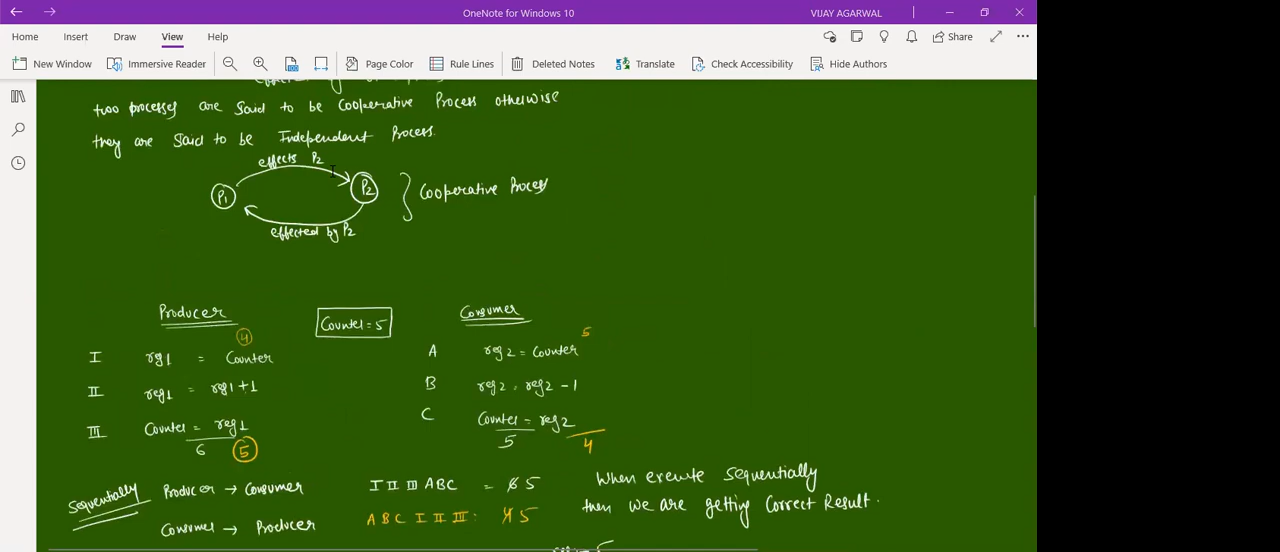 OneNote for Windows 10
VIJAY AGARWAL
Home Insert Draw View Help
Share
New Window Immersive Reader Page Color Rule Lines Deleted Notes Translate Check Accessibility Hide Authors
two processes are said to be Cooperative Process otherwise
they are said to be Independent Process.
effects P2
P1 P2 } Cooperative Process
effected by P2
Producer Counter = 5 Consumer
4 5
I reg1 = Counter A reg2 = Counter
II reg1 = reg1 + 1 B reg2 = reg2 - 1
III Counter = reg1 C Counter = reg2
6 5 5 4
Sequentially Producer → Consumer I II III ABC = 6 5 When execute sequentially
then we are getting Correct Result.
Consumer → Producer ABC I II III: 4 5